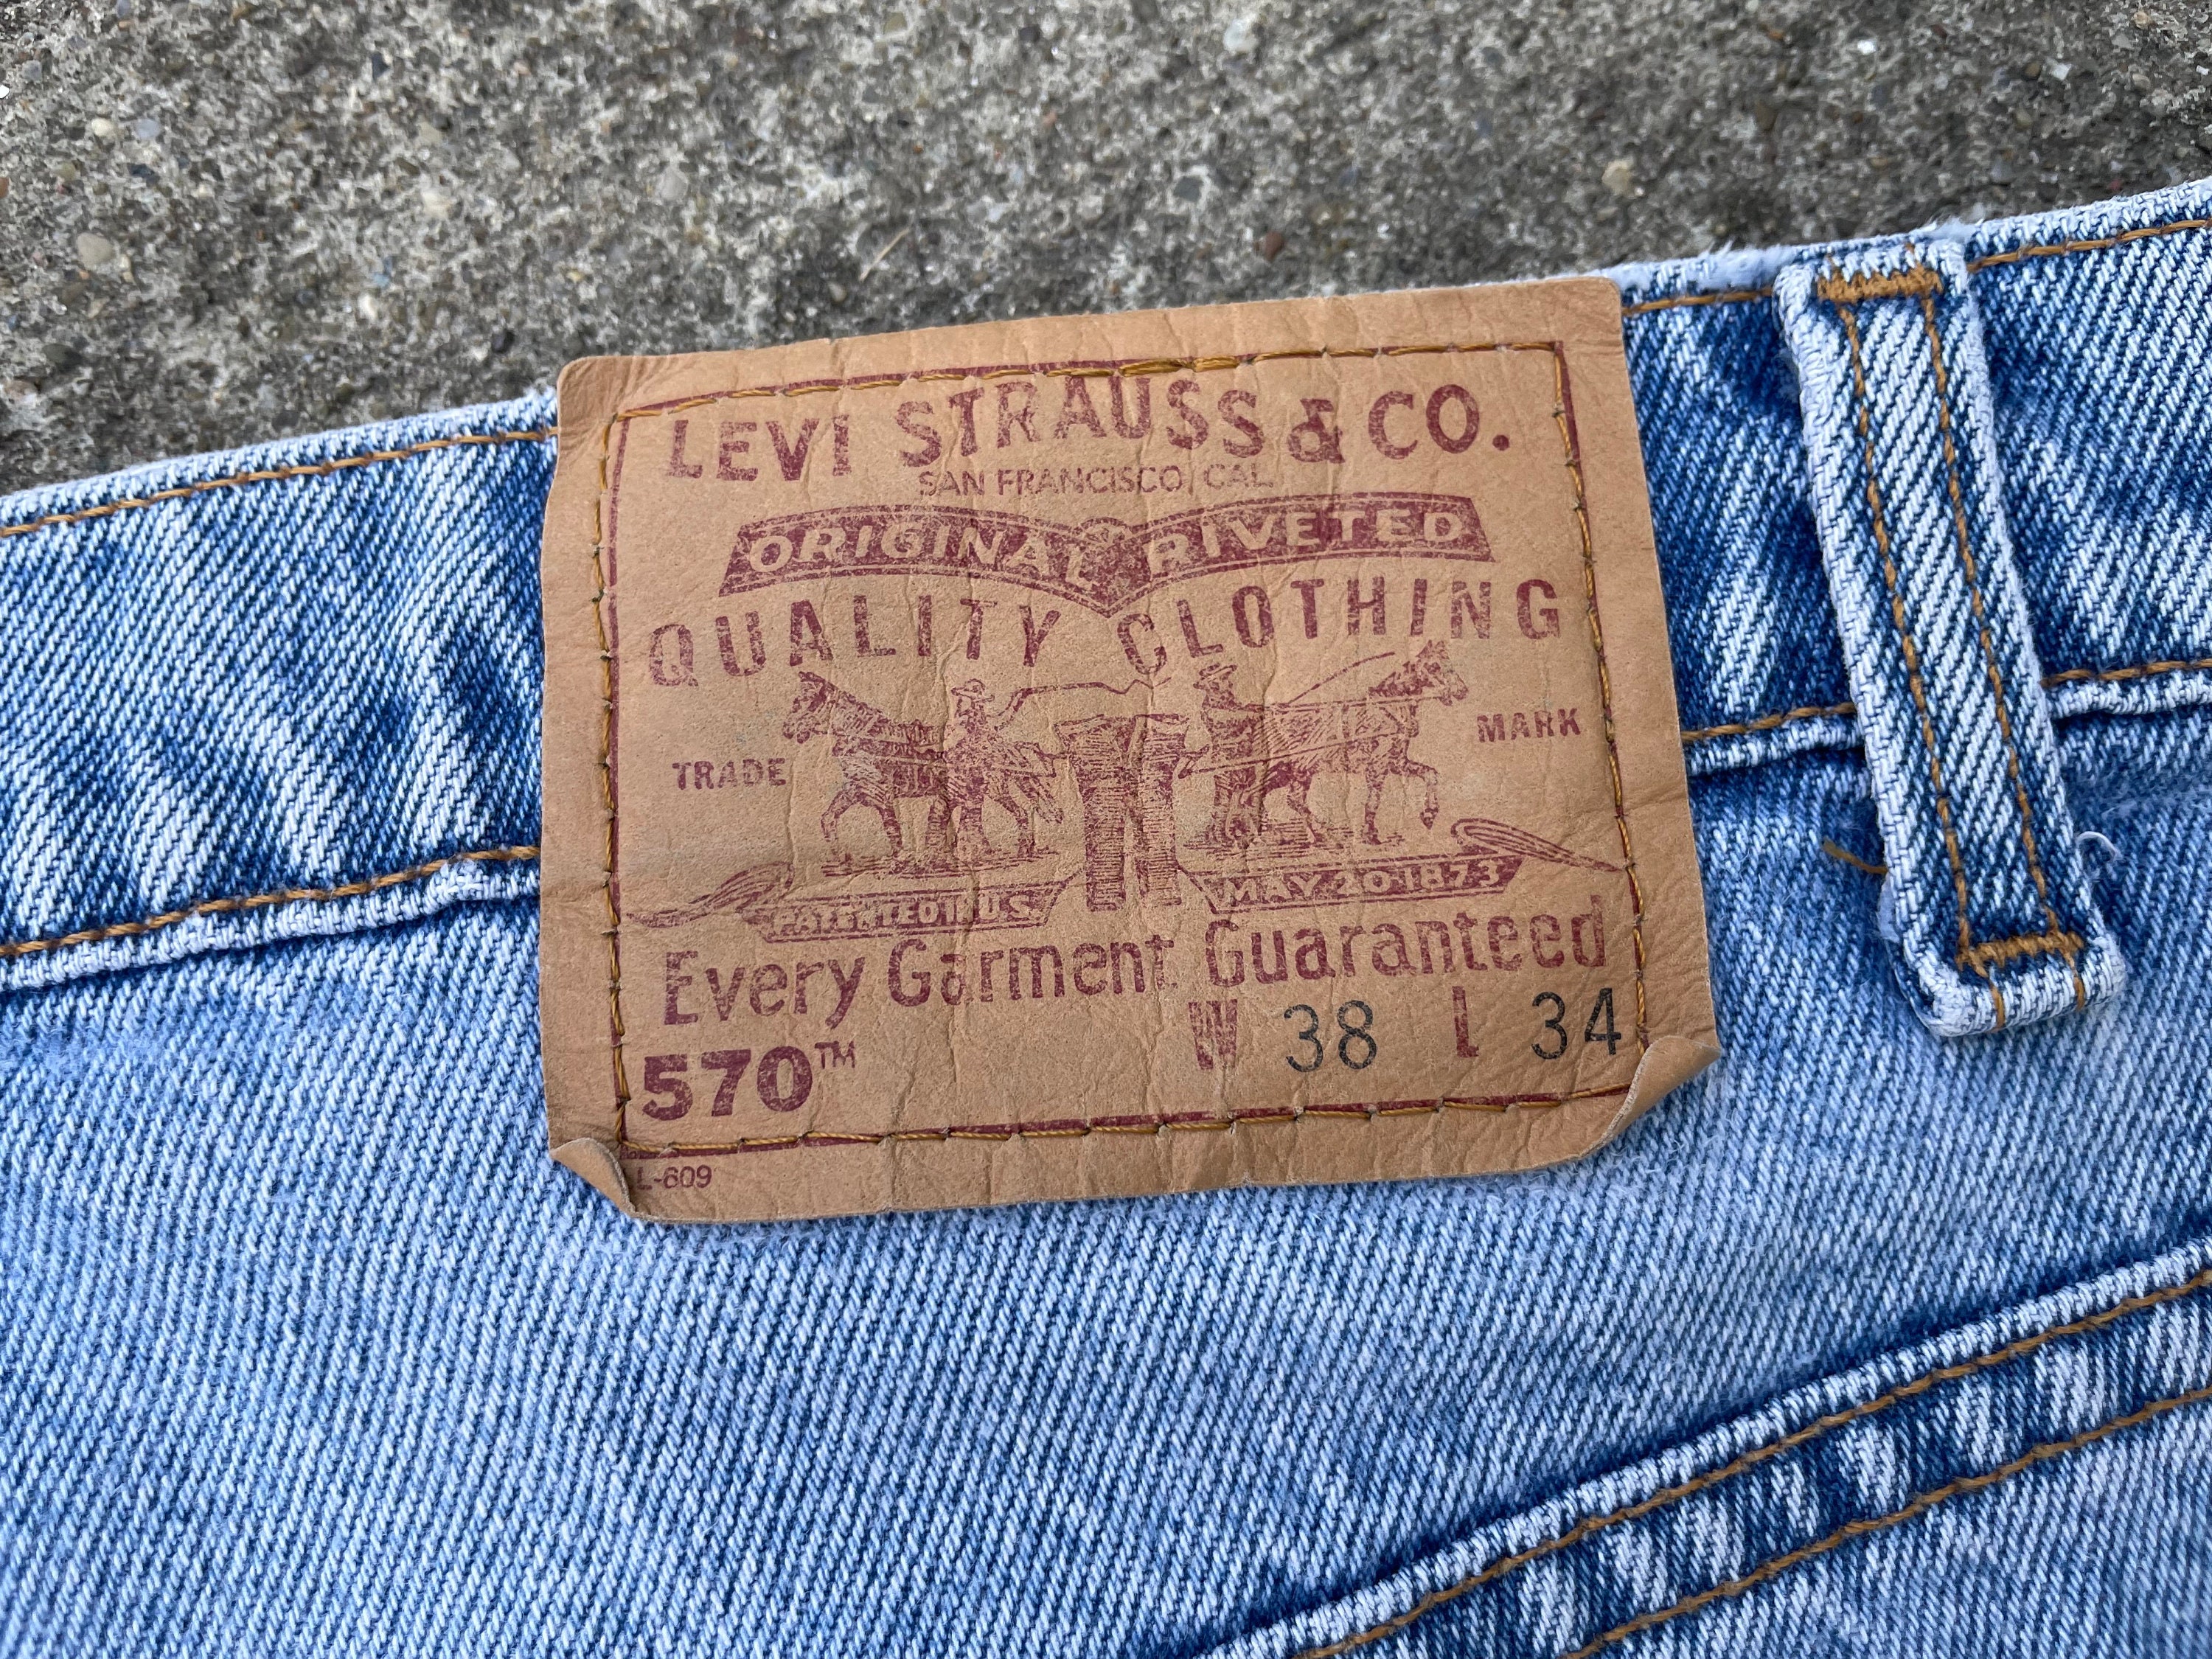 LEVI STRAUSS & CO.
SAN FRANCISCO, CAL.
ORIGINAL RIVETED
QUALITY CLOTHING
TRADE MARK
PATENTED IN U.S. MAY 20 1873
Every Garment Guaranteed
W 38 L 34
570™
L-609